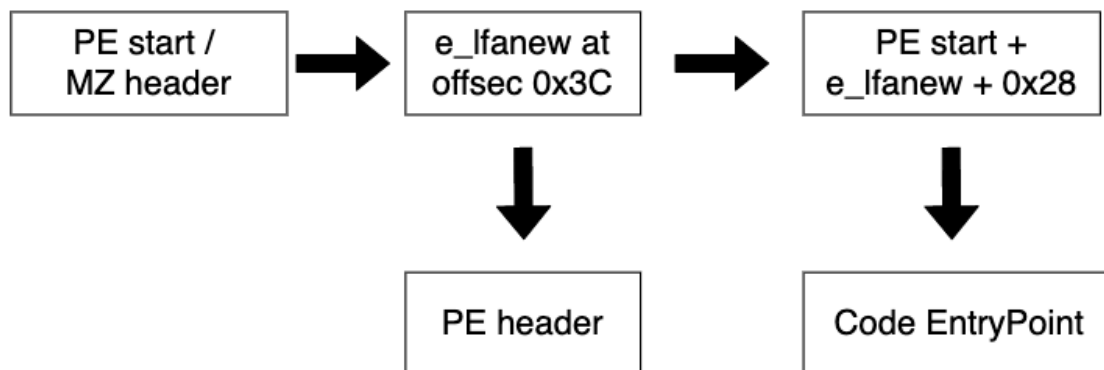 PE start /
MZ header
e_lfanew at
offsec 0x3C
PE start +
e_lfanew + 0x28
PE header
Code EntryPoint